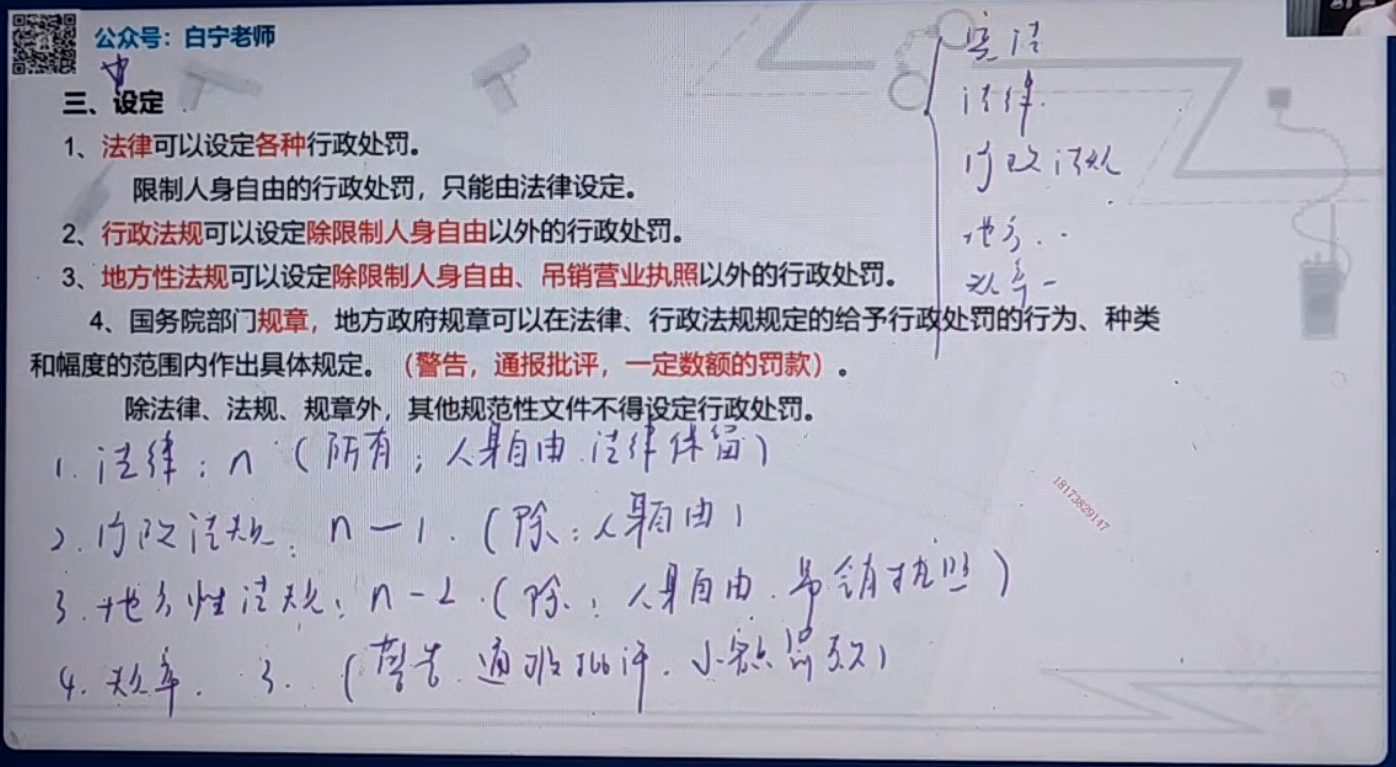 公众号：白宁老师
三、设定
1、法律可以设定各种行政处罚。
限制人身自由的行政处罚，只能由法律设定。
2、行政法规可以设定除限制人身自由以外的行政处罚。
3、地方性法规可以设定除限制人身自由、吊销营业执照以外的行政处罚。
4、国务院部门规章，地方政府规章可以在法律、行政法规规定的给予行政处罚的行为、种类
和幅度的范围内作出具体规定。（警告，通报批评，一定数额的罚款）。
除法律、法规、规章外，其他规范性文件不得设定行政处罚。
宪法
法律.
行政法规
地方..
规章-
1. 法律：n（所有；人身自由.法律保留）
2. 行政法规：n-1.（除：人身自由）
3. 地方性法规：n-2.（除：人身自由.吊销执照）
4. 规章. 3.（警告.通报批评.小额罚款）
18173829147